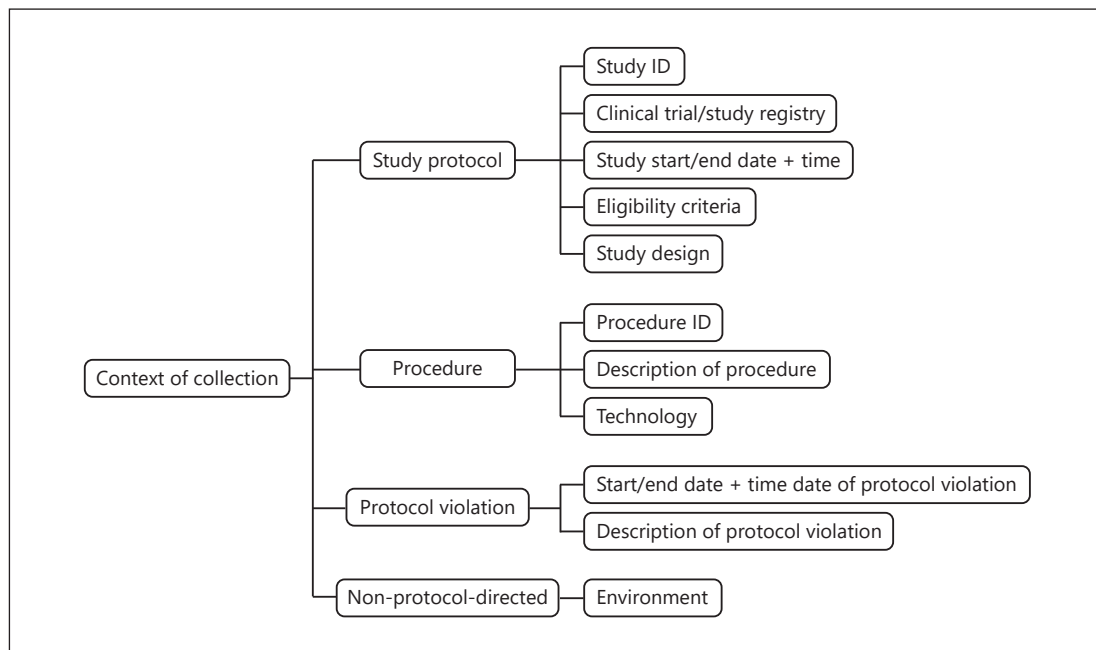 Study ID
Clinical trial/study registry
Study protocol
Study start/end date + time
Eligibility criteria
Study design
Procedure ID
Context of collection
Procedure
Description of procedure
Technology
Start/end date + time date of protocol violation
Protocol violation
Description of protocol violation
Non-protocol-directed
Environment